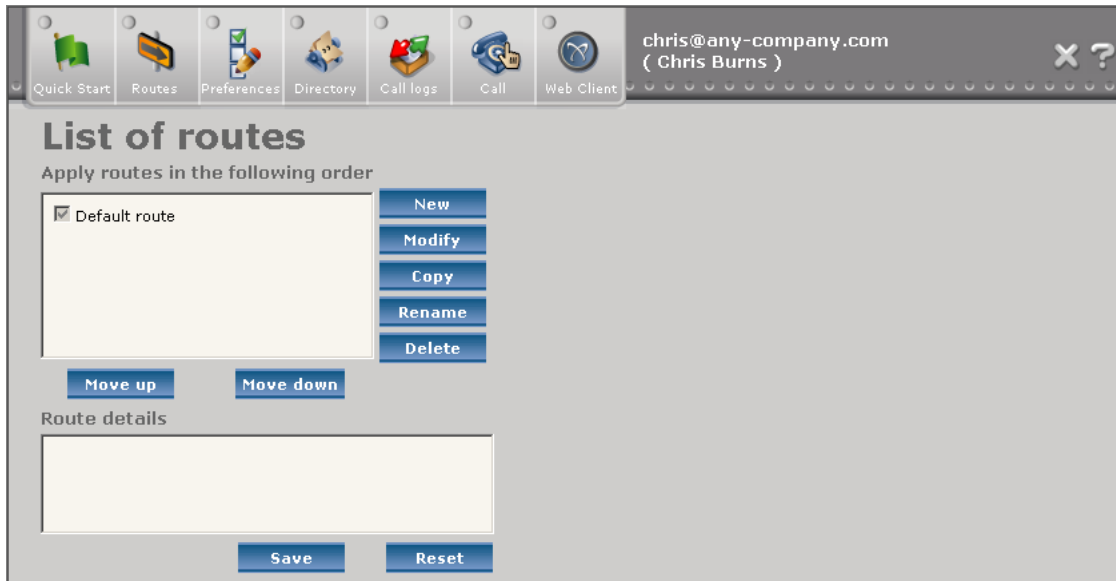 chris@any-company.com
( Chris Burns )
Quick Start Routes Preferences Directory Call logs Call Web Client
List of routes
Apply routes in the following order
Default route
New
Modify
Copy
Rename
Delete
Move up Move down
Route details
Save Reset